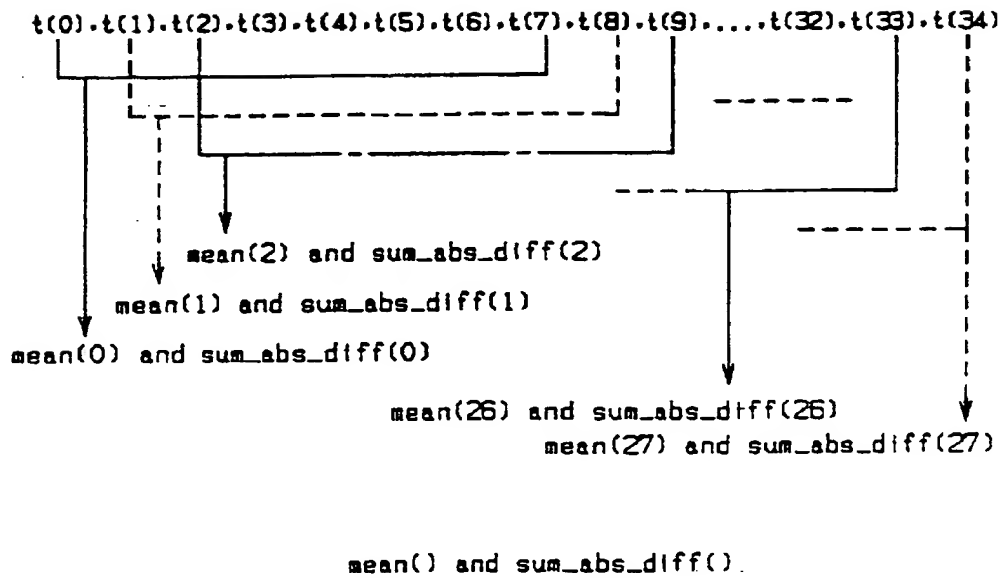 t(0).t(1).t(2).t(3).t(4).t(5).t(6).t(7).t(8).t(9).....t(32).t(33).t(34)
mean(2) and sum_abs_diff(2)
mean(1) and sum_abs_diff(1)
mean(0) and sum_abs_diff(0)
mean(26) and sum_abs_diff(26)
mean(27) and sum_abs_diff(27)
mean() and sum_abs_diff().